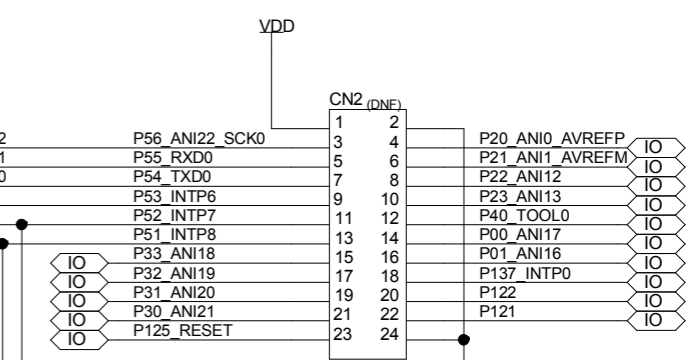 VDD
CN2 (DNF)
1 2
2 P56_ANI22_SCK0 3 4 P20_ANI0_AVREFP IO
1 P55_RXD0 5 6 P21_ANI1_AVREFM IO
0 P54_TXD0 7 8 P22_ANI12 IO
P53_INTP6 9 10 P23_ANI13 IO
P52_INTP7 11 12 P40_TOOL0 IO
P51_INTP8 13 14 P00_ANI17 IO
IO P33_ANI18 15 16 P01_ANI16 IO
IO P32_ANI19 17 18 P137_INTP0 IO
IO P31_ANI20 19 20 P122 IO
IO P30_ANI21 21 22 P121 IO
IO P125_RESET 23 24